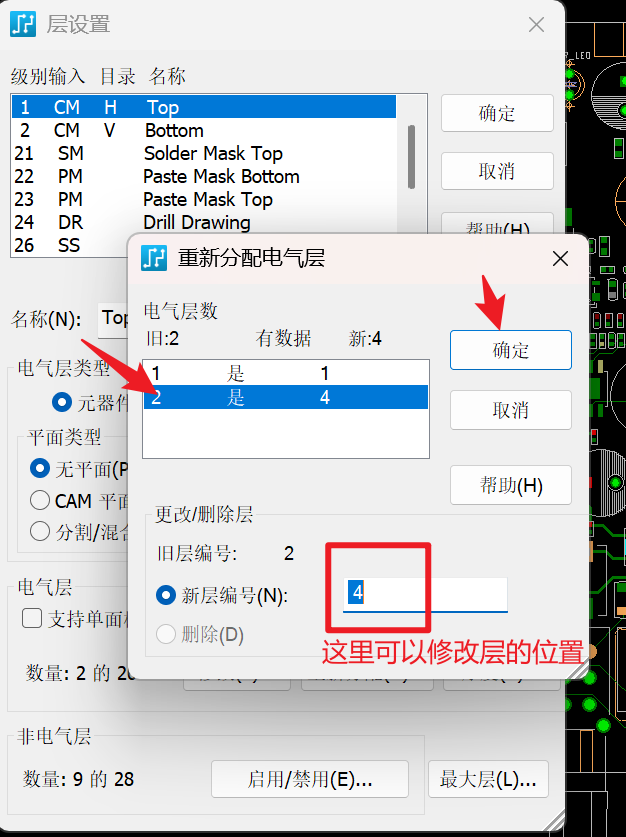 层设置
级别输入 目录 名称
1 CM H Top
2 CM V Bottom
21 SM Solder Mask Top
22 PM Paste Mask Bottom
23 PM Paste Mask Top
24 DR Drill Drawing
26 SS
确定
取消
帮助(H)
名称(N): Top
电气层类型
元器件
平面类型
无平面(P
CAM 平面
分割/混合
电气层
支持单面板
数量: 2 的 20
非电气层
数量: 9 的 28
启用/禁用(E)...
最大层(L)...
重新分配电气层
电气层数
旧:2 有数据 新:4
1 是 1
2 是 4
确定
取消
帮助(H)
更改/删除层
旧层编号: 2
新层编号(N): 4
删除(D)
这里可以修改层的位置